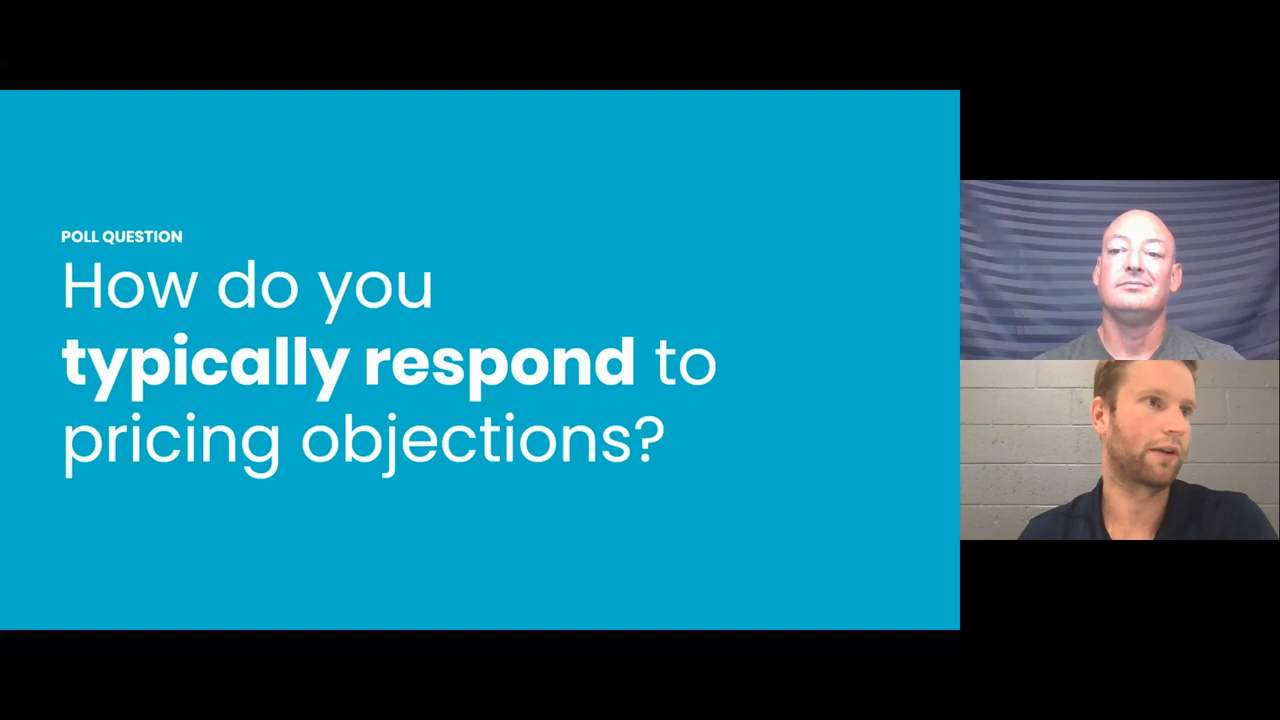 POLL QUESTION
How do you
typically respond to
pricing objections?